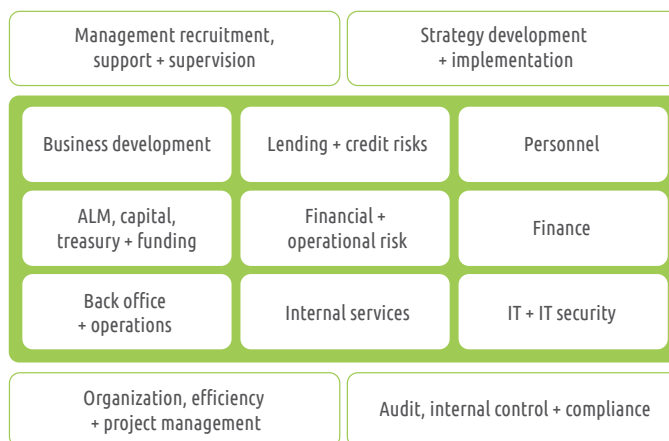 Management recruitment,
support + supervision
Strategy development
+ implementation
Business development
Lending + credit risks
Personnel
ALM, capital,
treasury + funding
Financial +
operational risk
Finance
Back office
+ operations
Internal services
IT + IT security
Organization, efficiency
+ project management
Audit, internal control + compliance